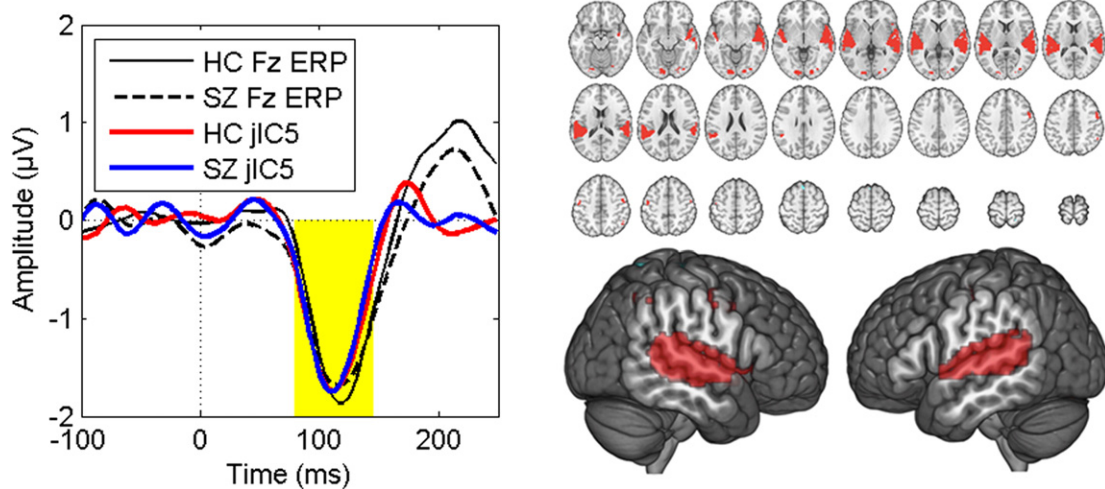 2
HC Fz ERP
SZ Fz ERP
HC jIC5
SZ jIC5
1
0
-1
-2
Amplitude (µV)
-100 0 100 200
Time (ms)